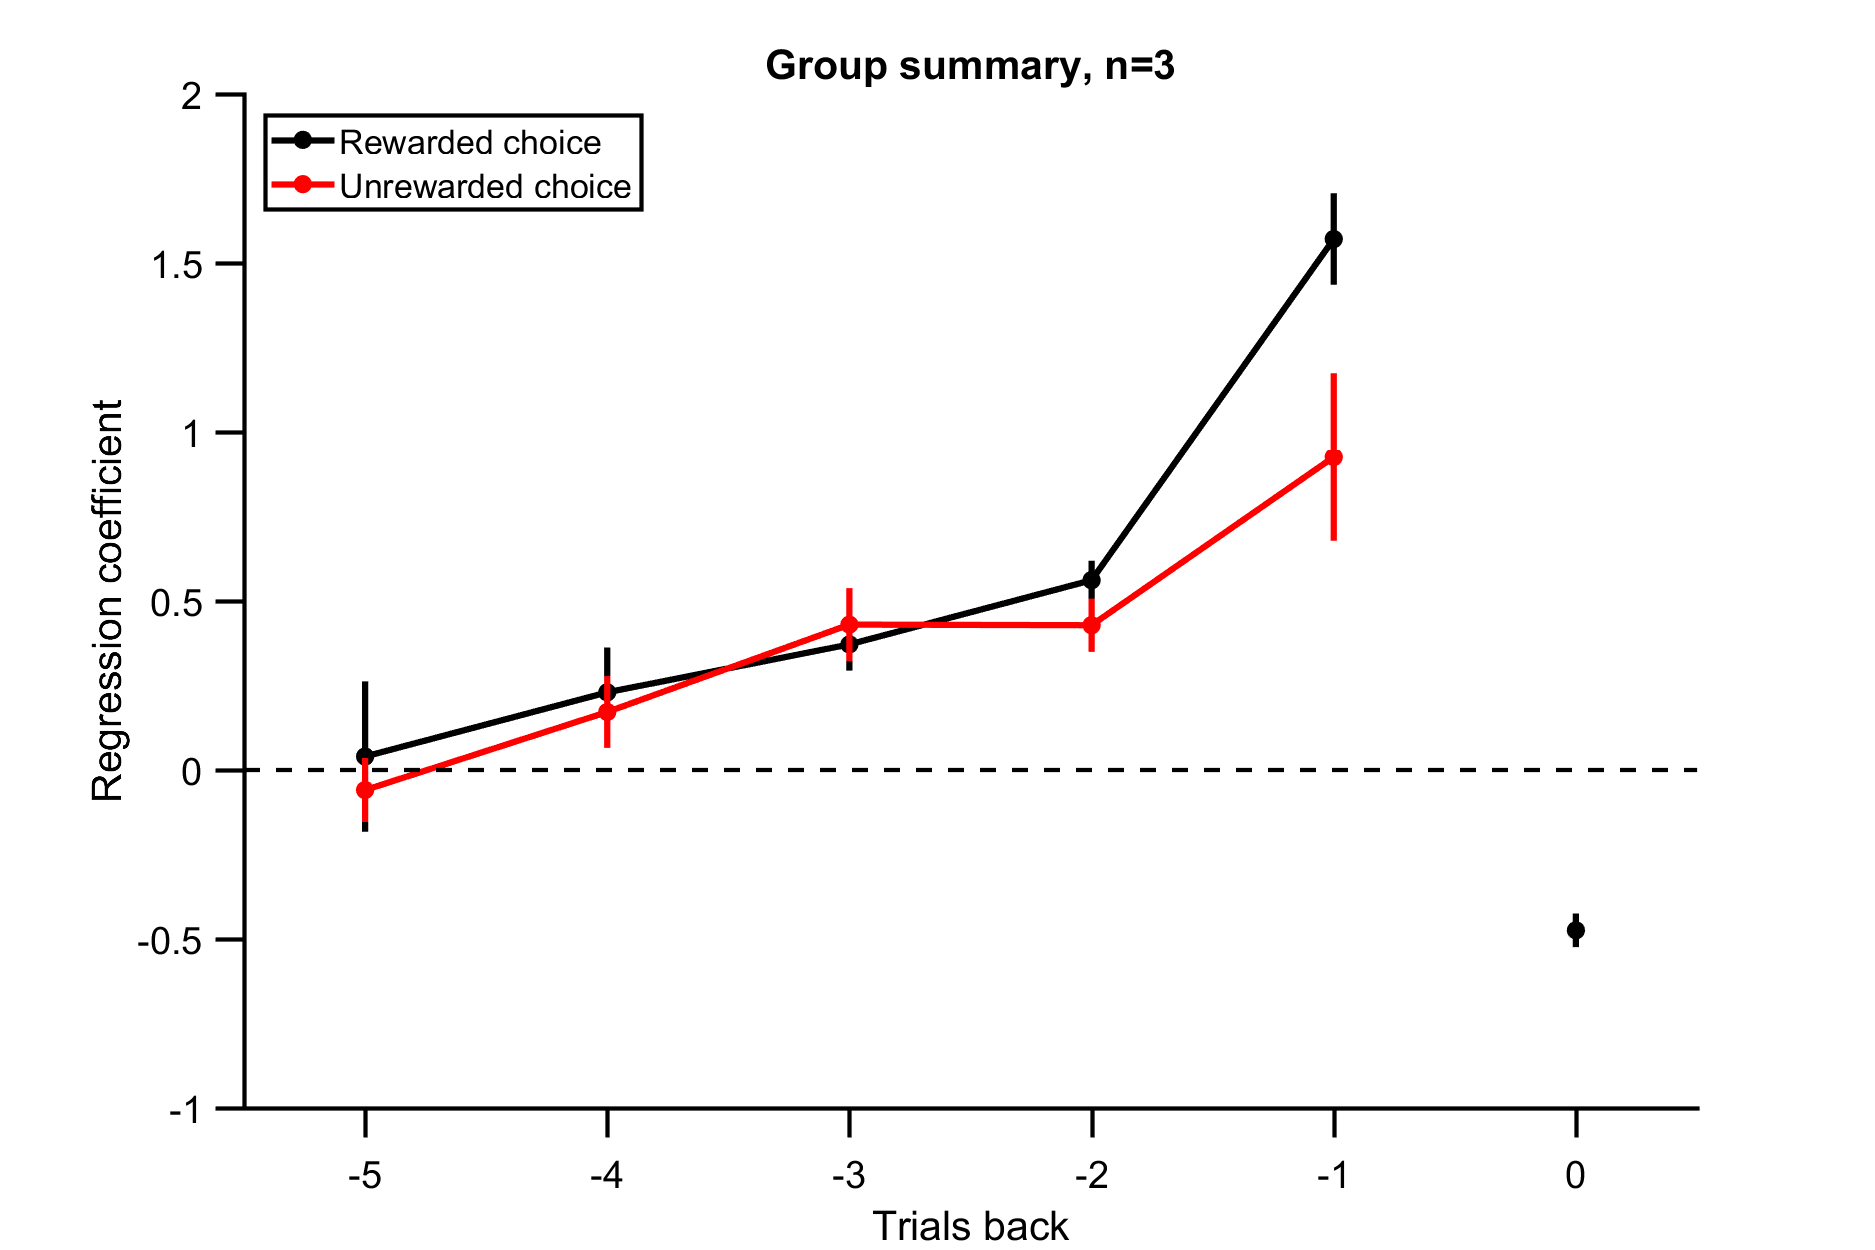 Group summary, n=3
Rewarded choice
Unrewarded choice
2
1.5
1
0.5
0
-0.5
-1
Regression coefficient
-5
-4
-3
-2
-1
0
Trials back